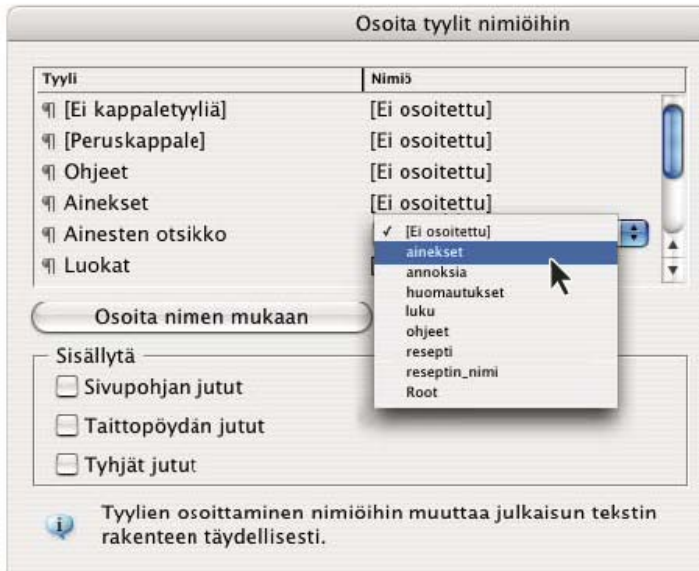 Osoita tyylit nimiöihin
Tyyli Nimiö
¶ [Ei kappaletyyliä] [Ei osoitettu]
¶ [Peruskappale] [Ei osoitettu]
¶ Ohjeet [Ei osoitettu]
¶ Ainekset [Ei osoitettu]
¶ Ainesten otsikko
¶ Luokat [
✓ [Ei osoitettu]
ainekset
annoksia
huomautukset
luku
ohjeet
resepti
reseptin_nimi
Root
Osoita nimen mukaan
Sisällytä
Sivupohjan jutut
Taittopöydän jutut
Tyhjät jutut
Tyylien osoittaminen nimiöihin muuttaa julkaisun tekstin
rakenteen täydellisesti.